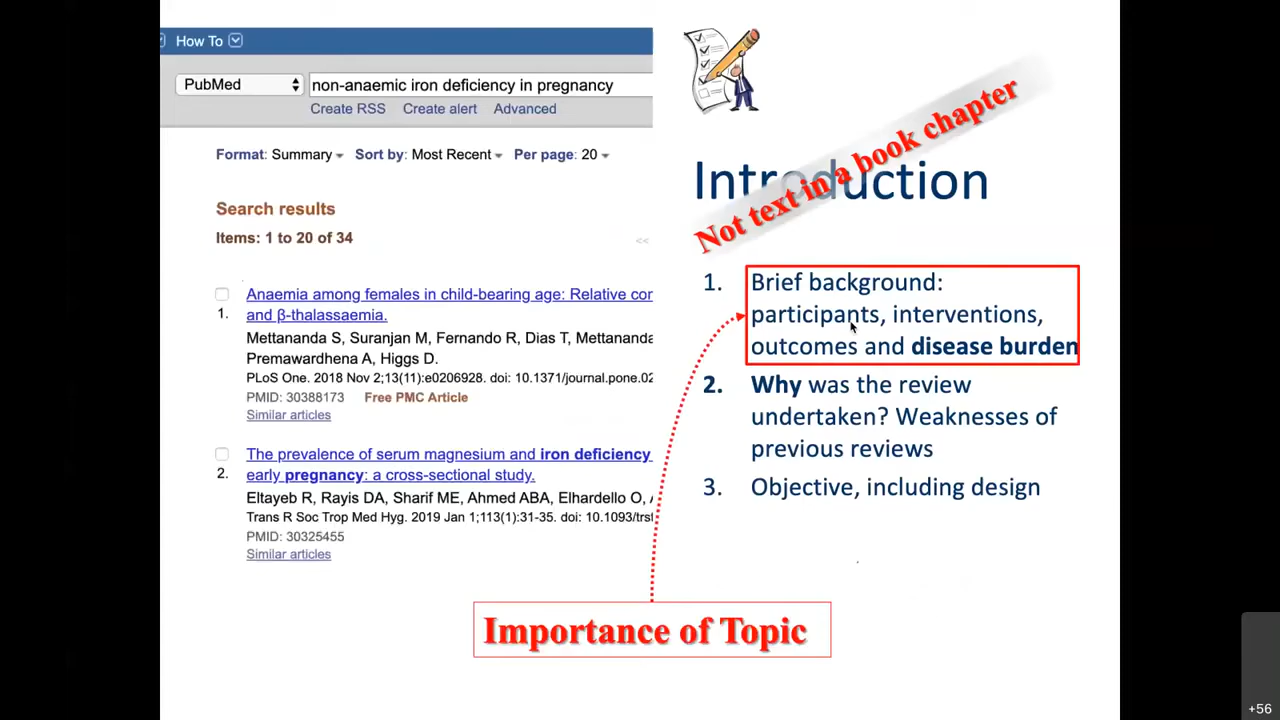 How To
PubMed
non-anaemic iron deficiency in pregnancy
Create RSS Create alert Advanced
Format: Summary Sort by: Most Recent Per page: 20
Search results
Items: 1 to 20 of 34
<<
Anaemia among females in child-bearing age: Relative con
1. and β-thalassaemia.
Mettananda S, Suranjan M, Fernando R, Dias T, Mettananda
Premawardhena A, Higgs D.
PLoS One. 2018 Nov 2;13(11):e0206928. doi: 10.1371/journal.pone.02
PMID: 30388173 Free PMC Article
Similar articles
The prevalence of serum magnesium and iron deficiency
2. early pregnancy: a cross-sectional study.
Eltayeb R, Rayis DA, Sharif ME, Ahmed ABA, Elhardello O,
Trans R Soc Trop Med Hyg. 2019 Jan 1;113(1):31-35. doi: 10.1093/trst
PMID: 30325455
Similar articles
Introduction
Not text in a book chapter
1. Brief background:
participants, interventions,
outcomes and disease burden
2. Why was the review
undertaken? Weaknesses of
previous reviews
3. Objective, including design
Importance of Topic
+56